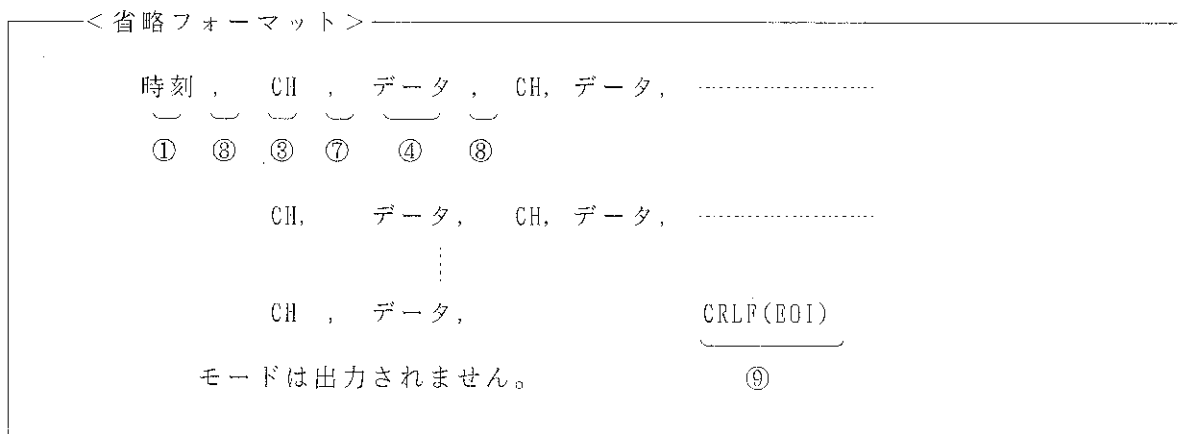 <省略フォーマット>
時刻 , CH , データ , CH, データ, ……………………
① ⑧ ③ ⑦ ④ ⑧
CH, データ, CH, データ, ……………………
CH , データ, CRLF(EOI)
モードは出力されません。 ⑨